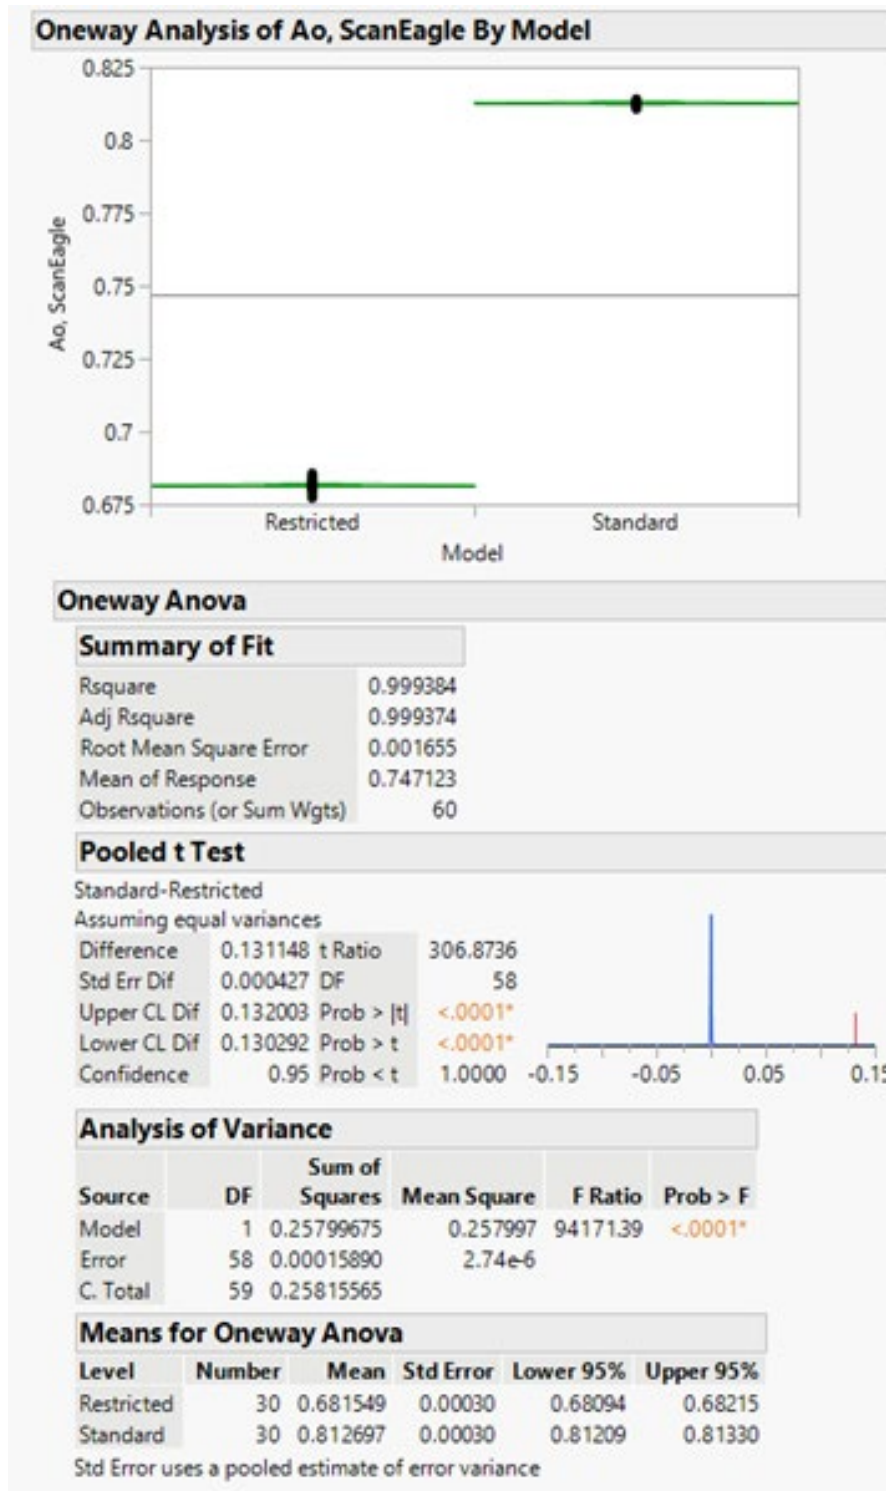 Oneway Analysis of Ao, ScanEagle By Model
0.825
0.8
0.775
0.75
0.725
0.7
0.675
Ao, ScanEagle
Restricted Standard
Model
Oneway Anova
Summary of Fit
Rsquare 0.999384
Adj Rsquare 0.999374
Root Mean Square Error 0.001655
Mean of Response 0.747123
Observations (or Sum Wgts) 60
Pooled t Test
Standard-Restricted
Assuming equal variances
Difference 0.131148 t Ratio 306.8736
Std Err Dif 0.000427 DF 58
Upper CL Dif 0.132003 Prob > |t| <.0001*
Lower CL Dif 0.130292 Prob > t <.0001*
Confidence 0.95 Prob < t 1.0000
-0.15 -0.05 0.05 0.15
Analysis of Variance
Sum of
Source DF Squares Mean Square F Ratio Prob > F
Model 1 0.25799675 0.257997 94171.39 <.0001*
Error 58 0.00015890 2.74e-6
C. Total 59 0.25815565
Means for Oneway Anova
Level Number Mean Std Error Lower 95% Upper 95%
Restricted 30 0.681549 0.00030 0.68094 0.68215
Standard 30 0.812697 0.00030 0.81209 0.81330
Std Error uses a pooled estimate of error variance